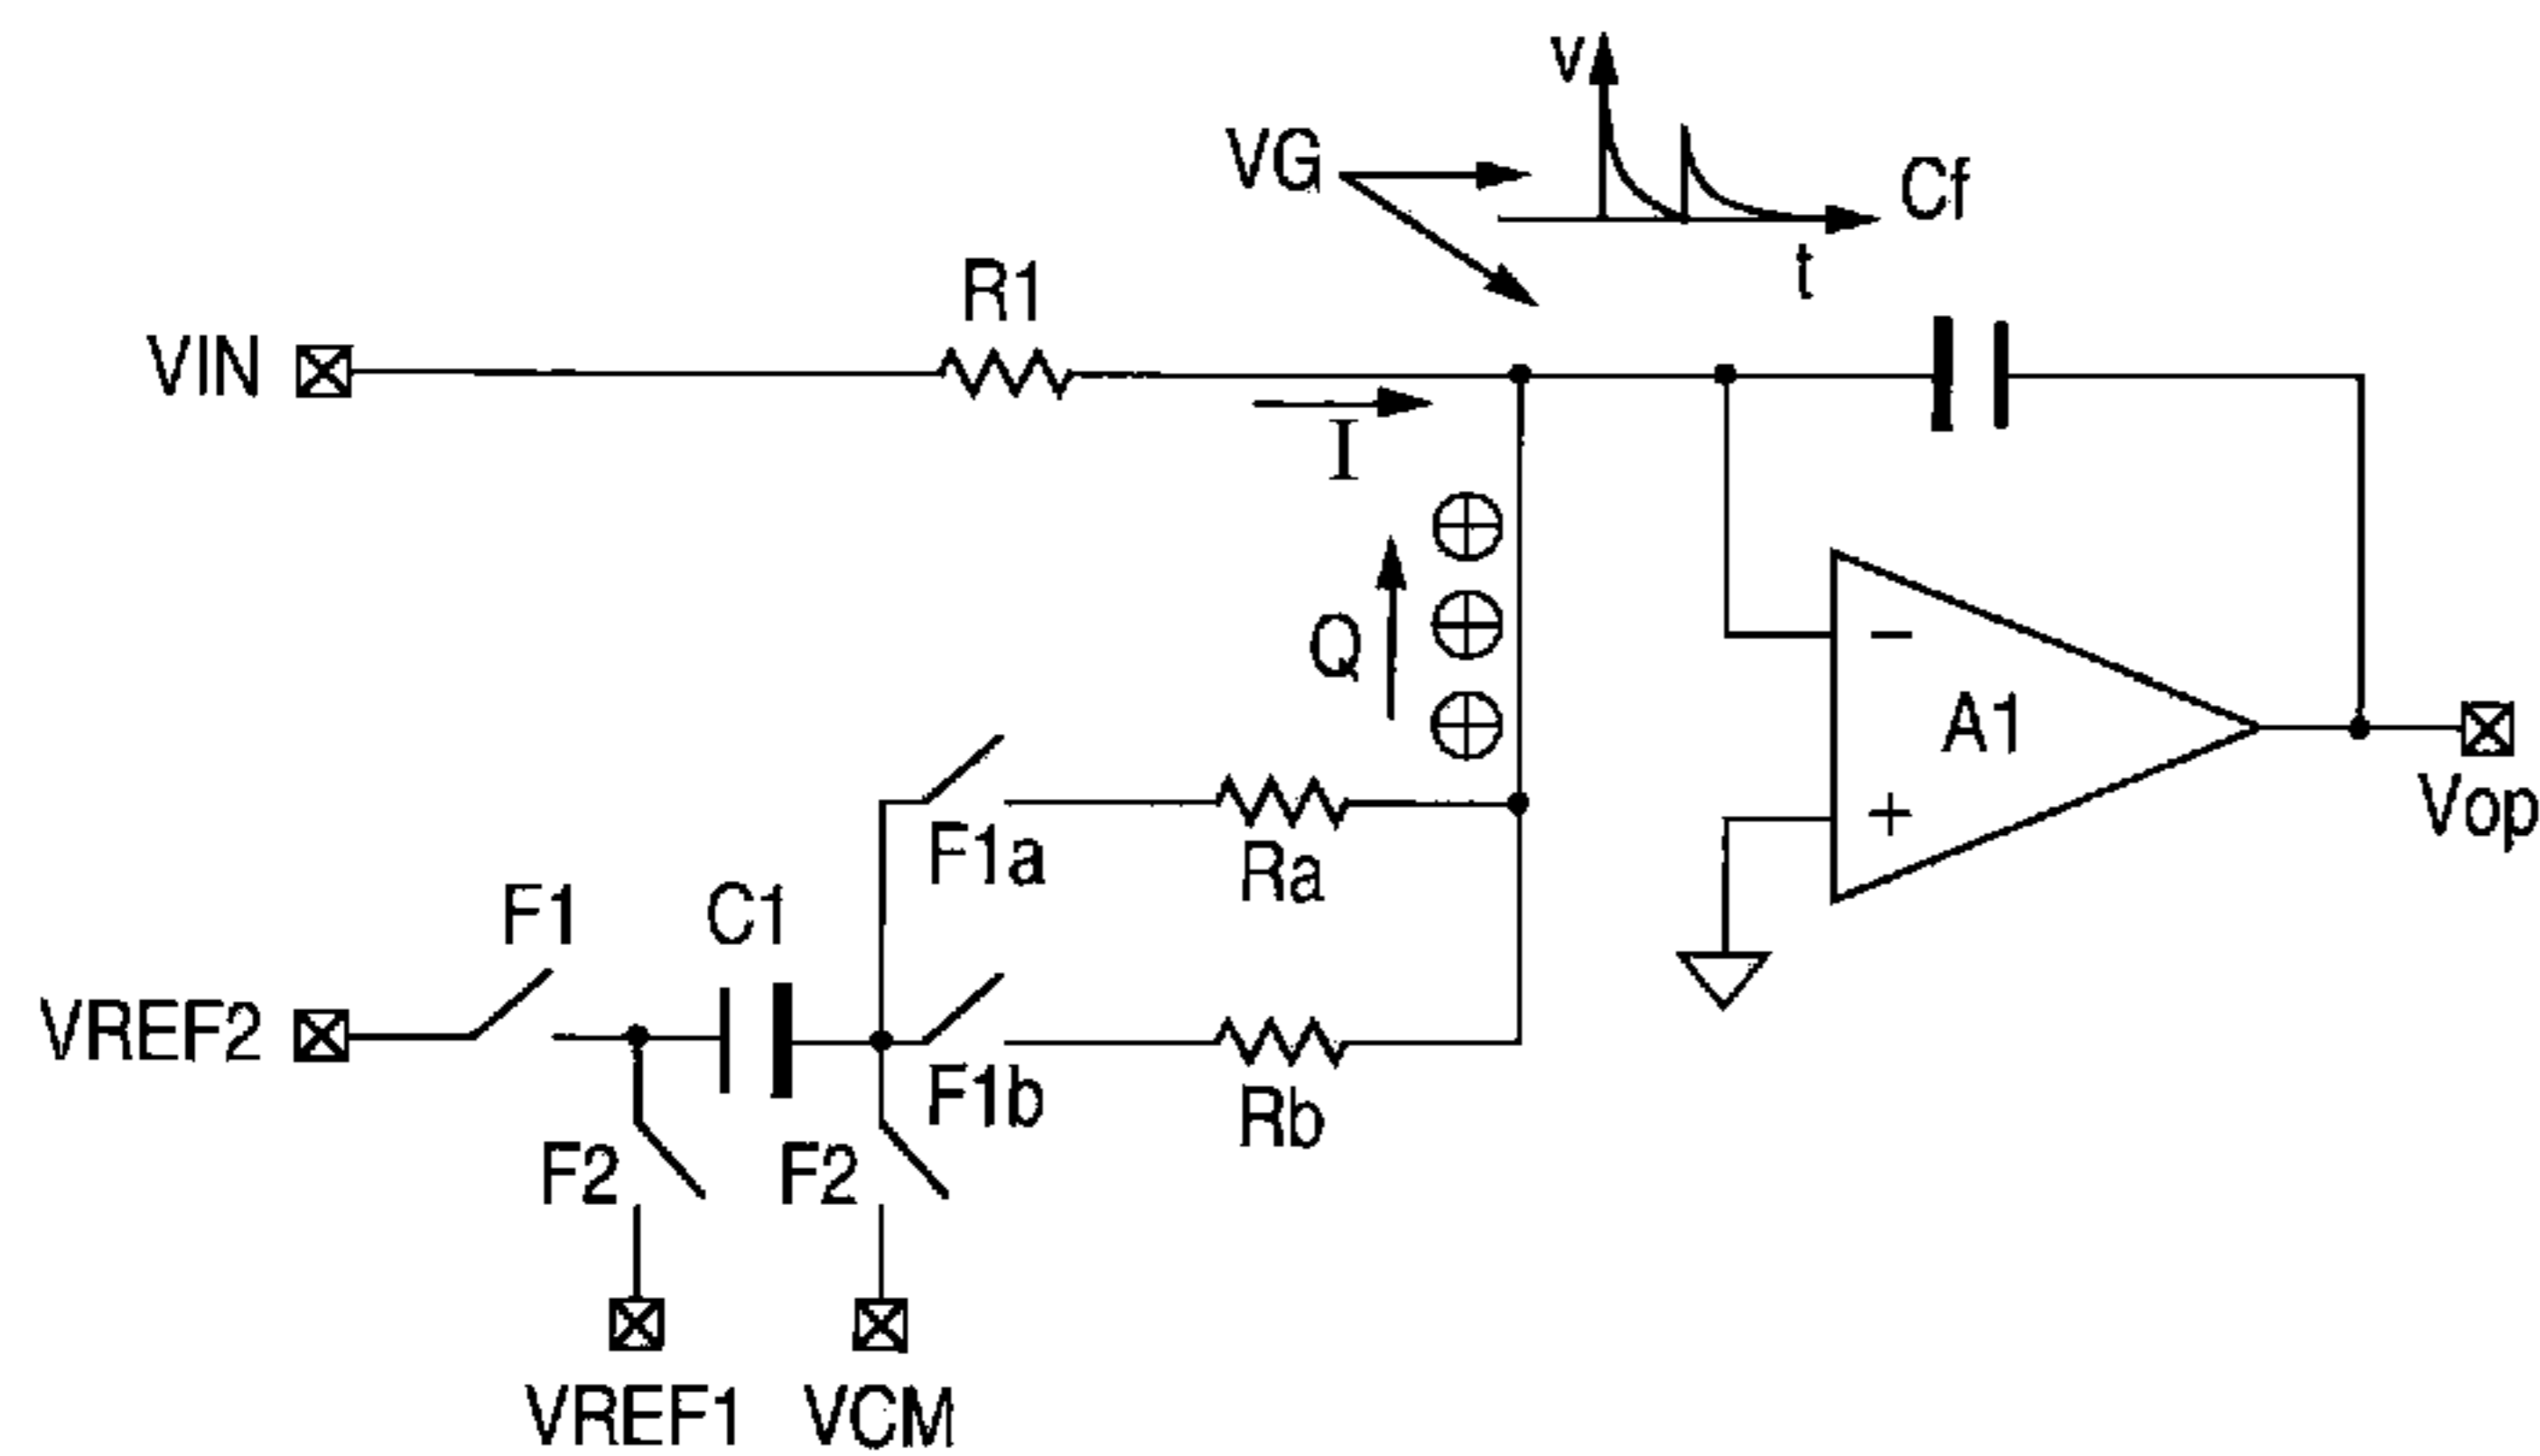 v
VG
Cf
t
R1
VIN
I
Q
−
A1
+
Vop
F1a
Ra
F1
C1
VREF2
F1b
Rb
F2
F2
VREF1
VCM